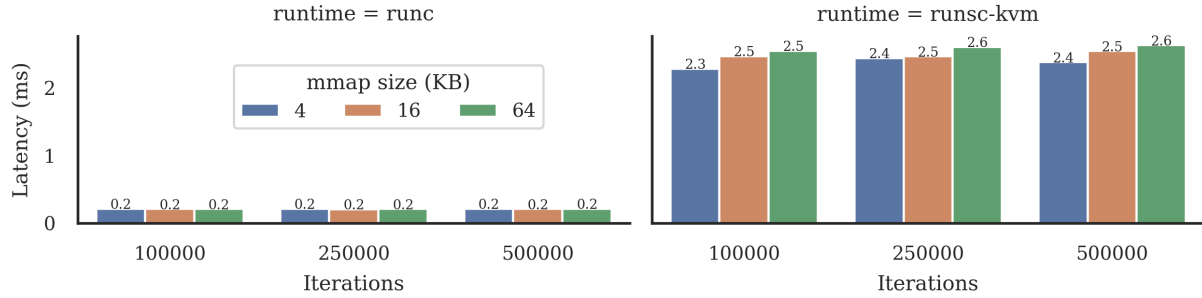 runtime = runc
runtime = runsc-kvm
Latency (ms)
2
1
0
mmap size (KB)
4 16 64
0.2 0.2 0.2 0.2 0.2 0.2 0.2 0.2 0.2
2.3 2.5 2.5 2.4 2.5 2.6 2.4 2.5 2.6
100000 250000 500000
100000 250000 500000
Iterations
Iterations